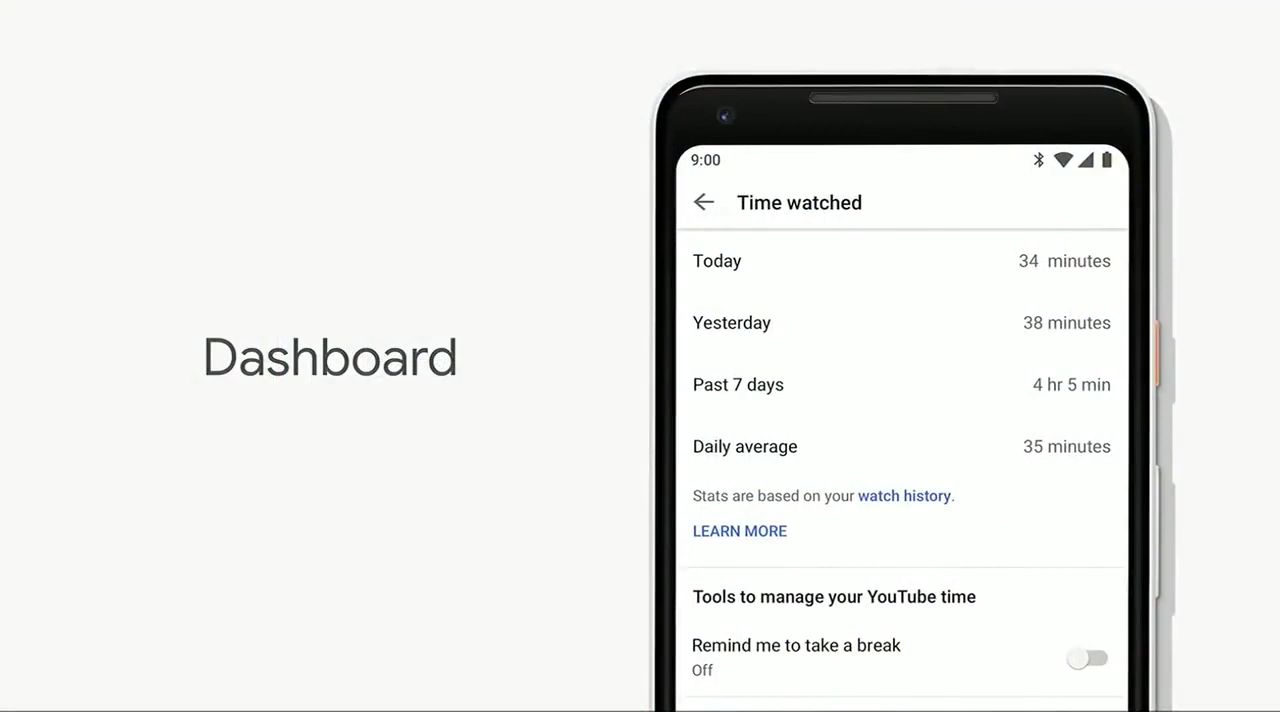 Dashboard
9:00
Time watched
Today 34 minutes
Yesterday 38 minutes
Past 7 days 4 hr 5 min
Daily average 35 minutes
Stats are based on your watch history.
LEARN MORE
Tools to manage your YouTube time
Remind me to take a break
Off